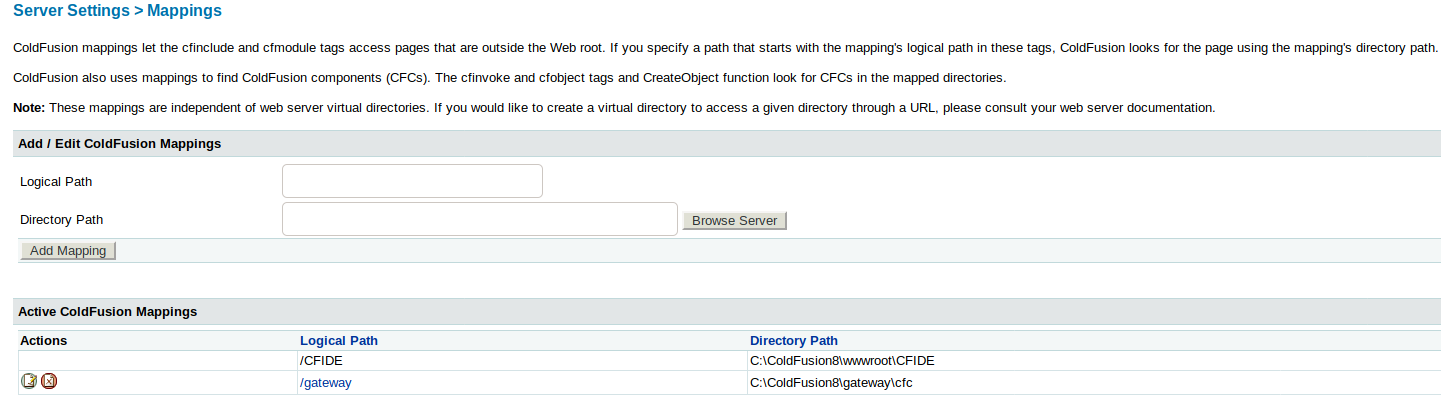 Server Settings > Mappings
ColdFusion mappings let the cfinclude and cfmodule tags access pages that are outside the Web root. If you specify a path that starts with the mapping's logical path in these tags, ColdFusion looks for the page using the mapping's directory path.
ColdFusion also uses mappings to find ColdFusion components (CFCs). The cfinvoke and cfobject tags and CreateObject function look for CFCs in the mapped directories.
Note: These mappings are independent of web server virtual directories. If you would like to create a virtual directory to access a given directory through a URL, please consult your web server documentation.
Add / Edit ColdFusion Mappings
Logical Path
Directory Path Browse Server
Add Mapping
Active ColdFusion Mappings
Actions Logical Path Directory Path
/CFIDE C:\ColdFusion8\wwwroot\CFIDE
/gateway C:\ColdFusion8\gateway\cfc